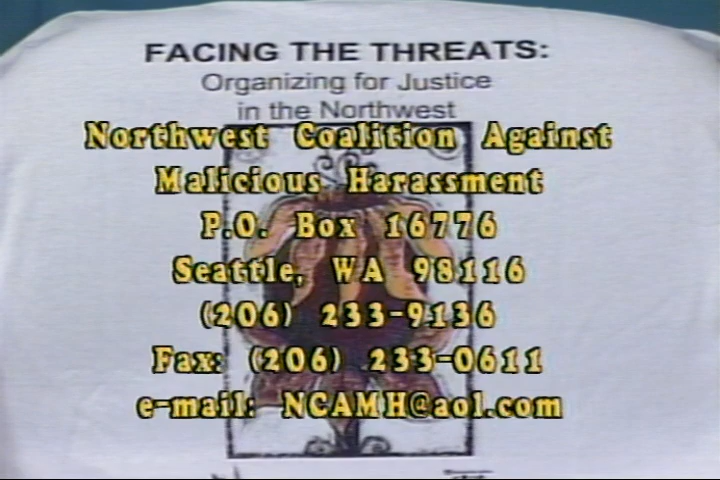 FACING THE THREATS:
Organizing for Justice
in the Northwest
Northwest Coalition Against
Malicious Harassment
P.O. Box 16776
Seattle, WA 98116
(206) 233-9136
Fax: (206) 233-0611
e-mail: NCAMH@aol.com